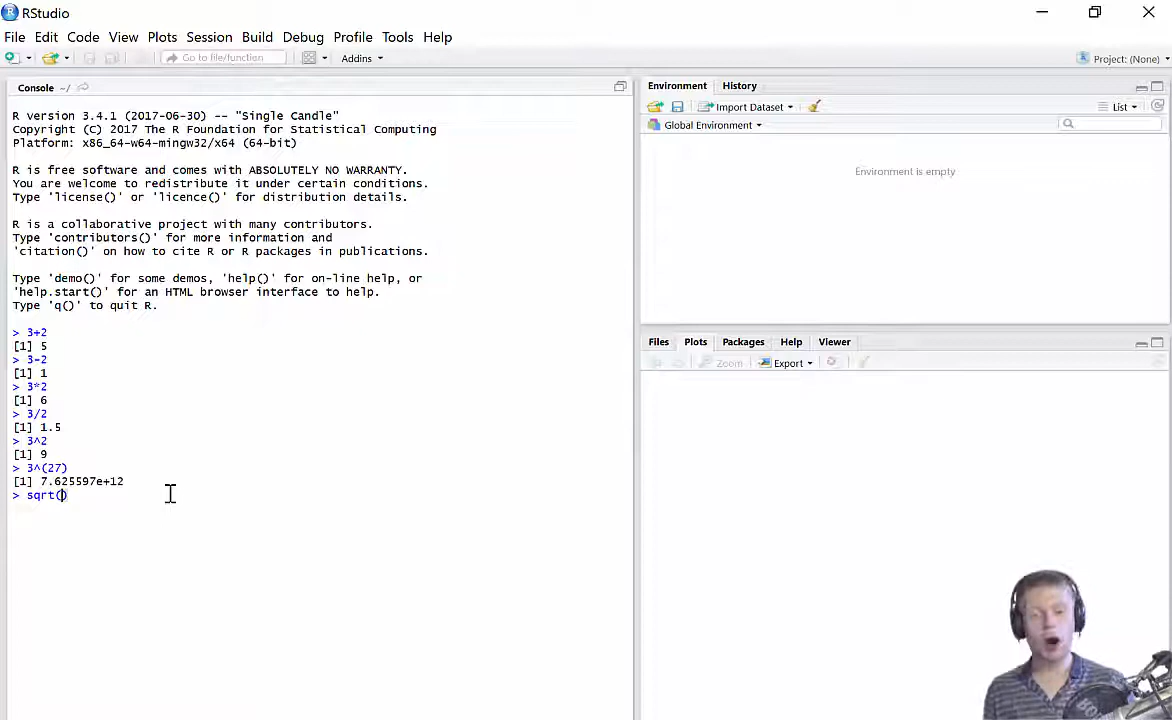 RStudio
File Edit Code View Plots Session Build Debug Profile Tools Help
Go to file/function Addins Project: (None)
Console ~/
R version 3.4.1 (2017-06-30) -- "Single Candle"
Copyright (C) 2017 The R Foundation for Statistical Computing
Platform: x86_64-w64-mingw32/x64 (64-bit)
R is free software and comes with ABSOLUTELY NO WARRANTY.
You are welcome to redistribute it under certain conditions.
Type 'license()' or 'licence()' for distribution details.
R is a collaborative project with many contributors.
Type 'contributors()' for more information and
'citation()' on how to cite R or R packages in publications.
Type 'demo()' for some demos, 'help()' for on-line help, or
'help.start()' for an HTML browser interface to help.
Type 'q()' to quit R.
> 3+2
[1] 5
> 3-2
[1] 1
> 3*2
[1] 6
> 3/2
[1] 1.5
> 3^2
[1] 9
> 3^(27)
[1] 7.625597e+12
> sqrt()
Environment History
Import Dataset List
Global Environment
Environment is empty
Files Plots Packages Help Viewer
Zoom Export